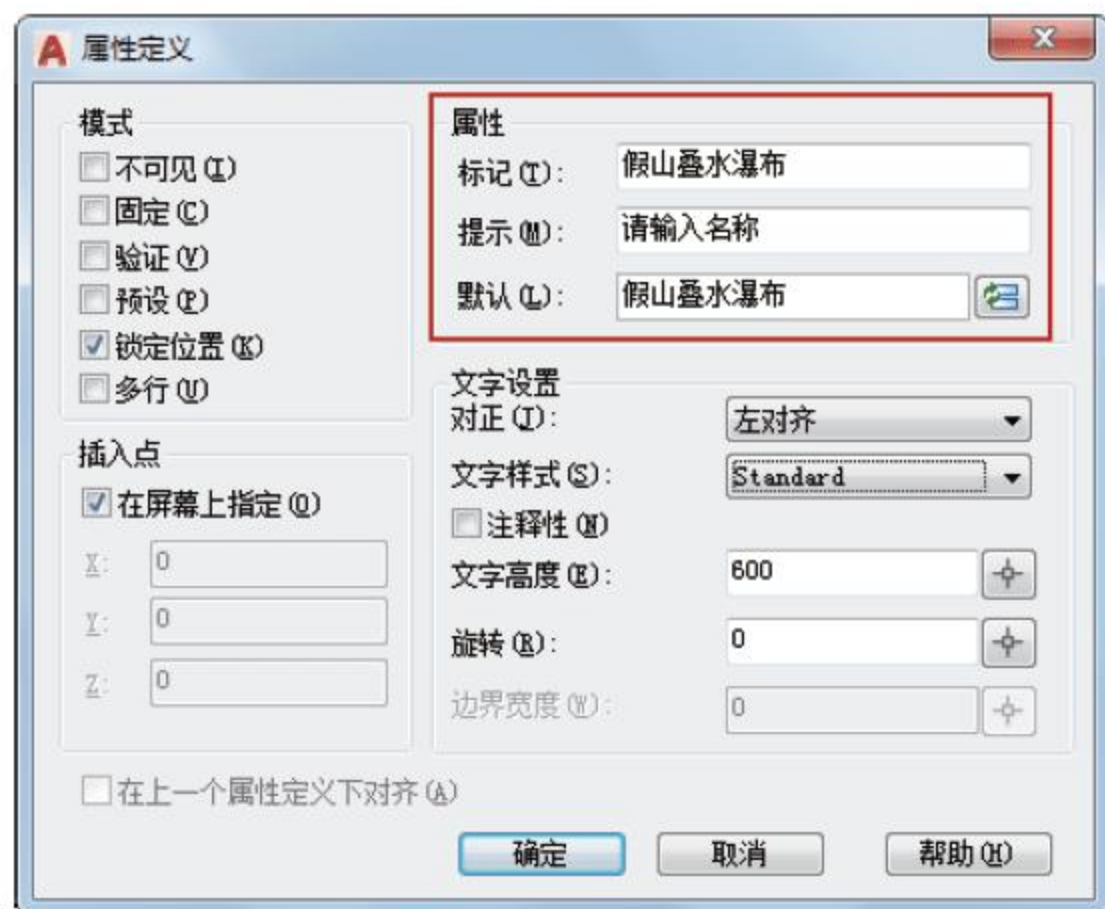 属性定义
模式
不可见(I)
固定(C)
验证(V)
预设(P)
锁定位置(K)
多行(U)
插入点
在屏幕上指定(O)
X: 0
Y: 0
Z: 0
属性
标记(T): 假山叠水瀑布
提示(M): 请输入名称
默认(L): 假山叠水瀑布
文字设置
对正(J): 左对齐
文字样式(S): Standard
注释性(N)
文字高度(E): 600
旋转(R): 0
边界宽度(W): 0
在上一个属性定义下对齐(A)
确定 取消 帮助(H)